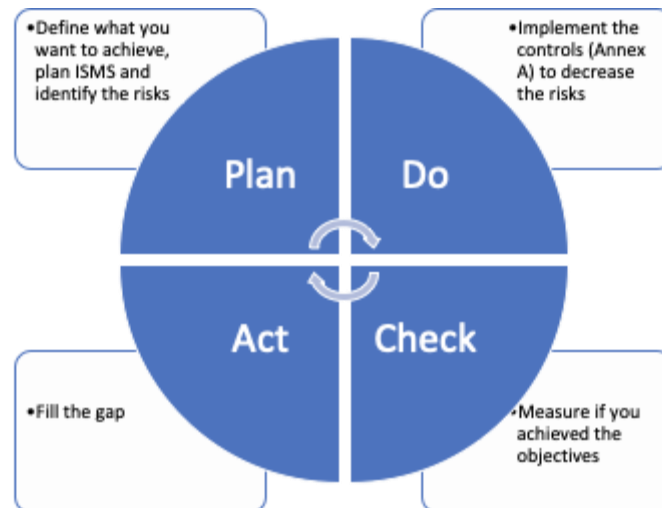 •Define what you
want to achieve,
plan ISMS and
identify the risks
•Implement the
controls (Annex
A) to decrease
the risks
Plan
Do
Act
Check
•Fill the gap
•Measure if you
achieved the
objectives